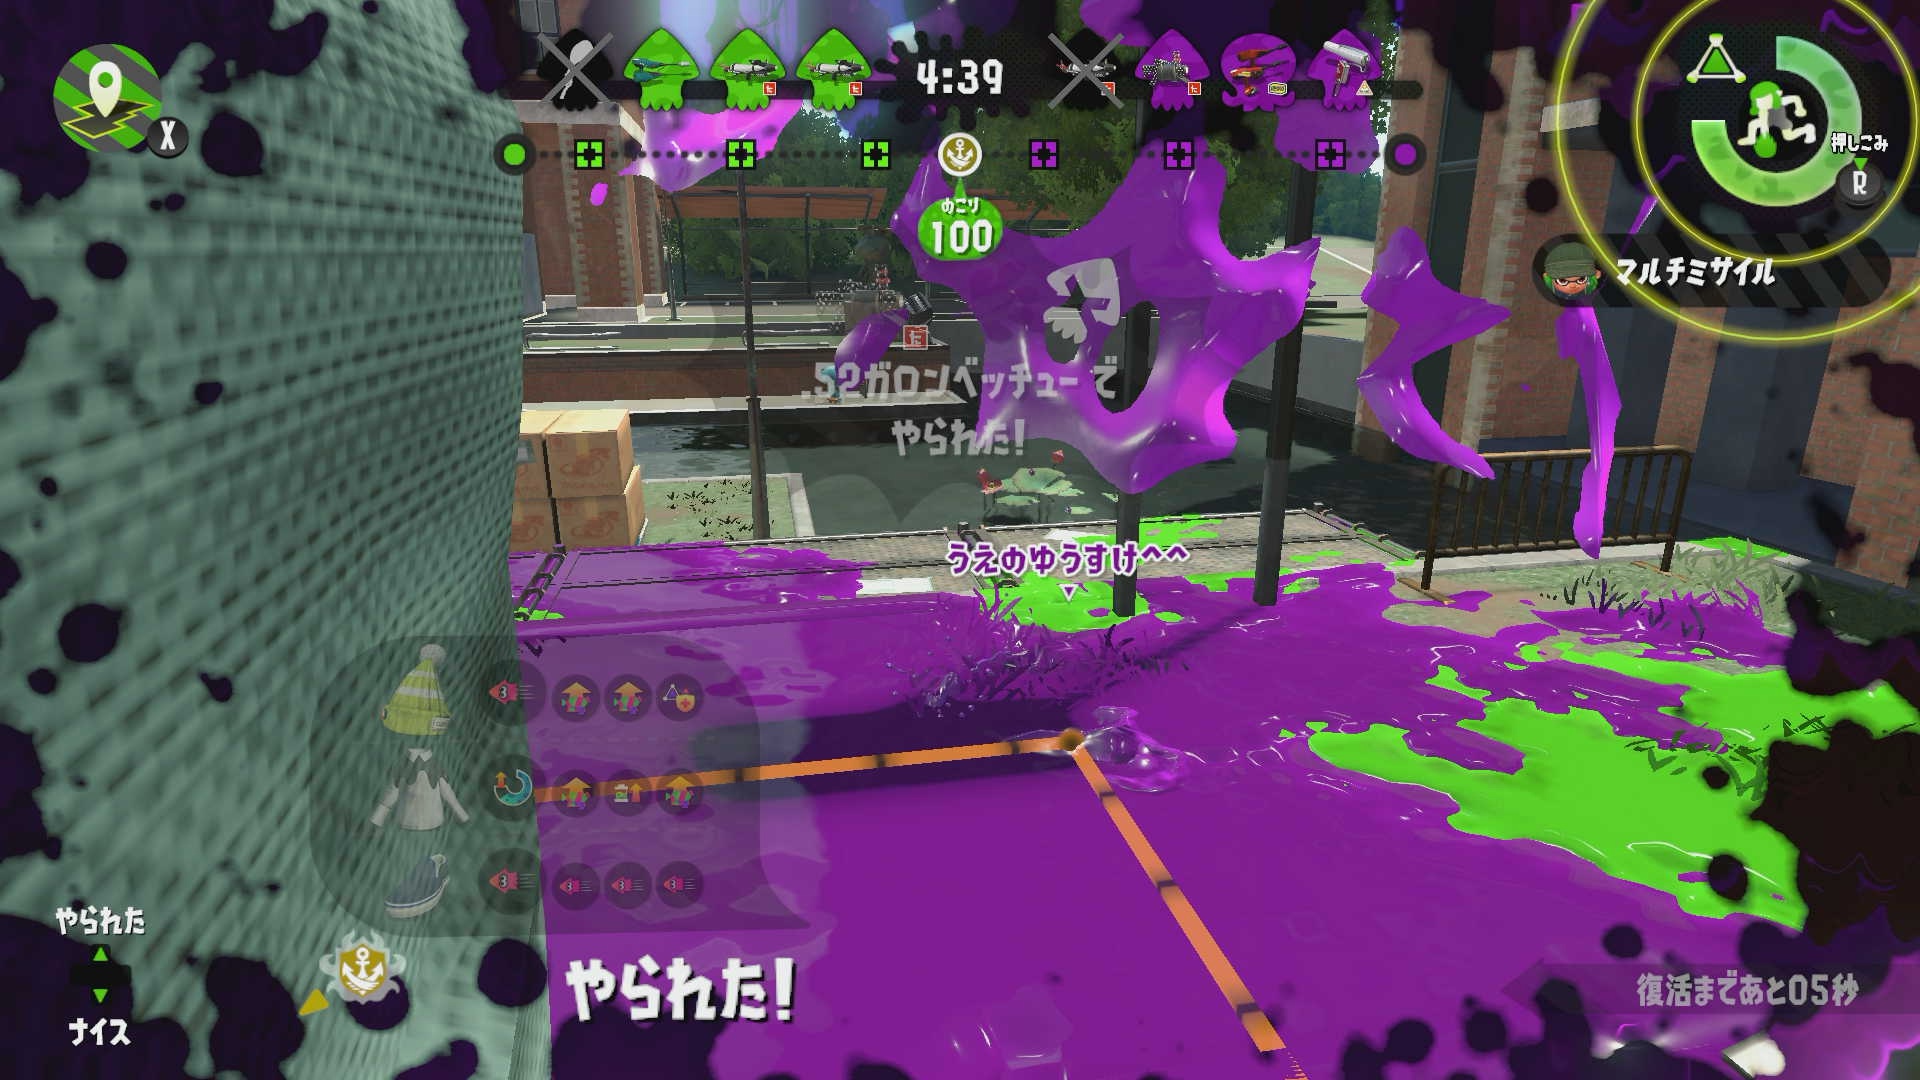 4:39
X
のこり
100
押しこみ
R
マルチミサイル
.52ガロンベッチューで
やられた!
うえのゆうすけへへ
やられた
ナイス
やられた!
復活まであと05秒